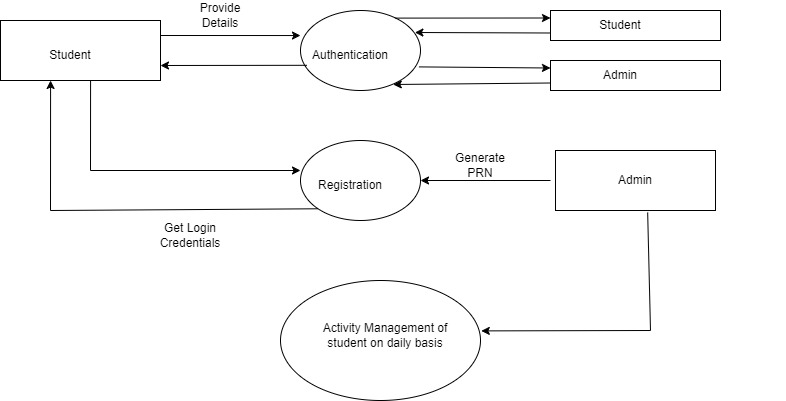 Provide
Details
Student
Student
Authentication
Admin
Generate
PRN
Admin
Registration
Get Login
Credentials
Activity Management of
student on daily basis